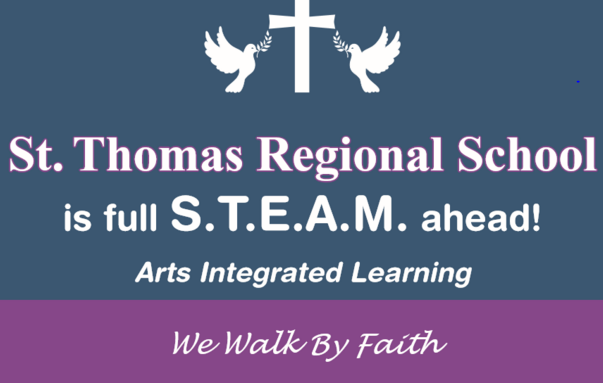 St. Thomas Regional School
is full S.T.E.A.M. ahead!
Arts Integrated Learning
We Walk By Faith